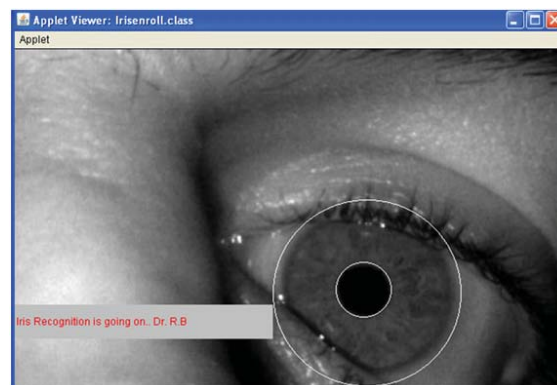 Applet Viewer: Irisenroll.class
Applet
Iris Recognition is going on.. Dr. R.B